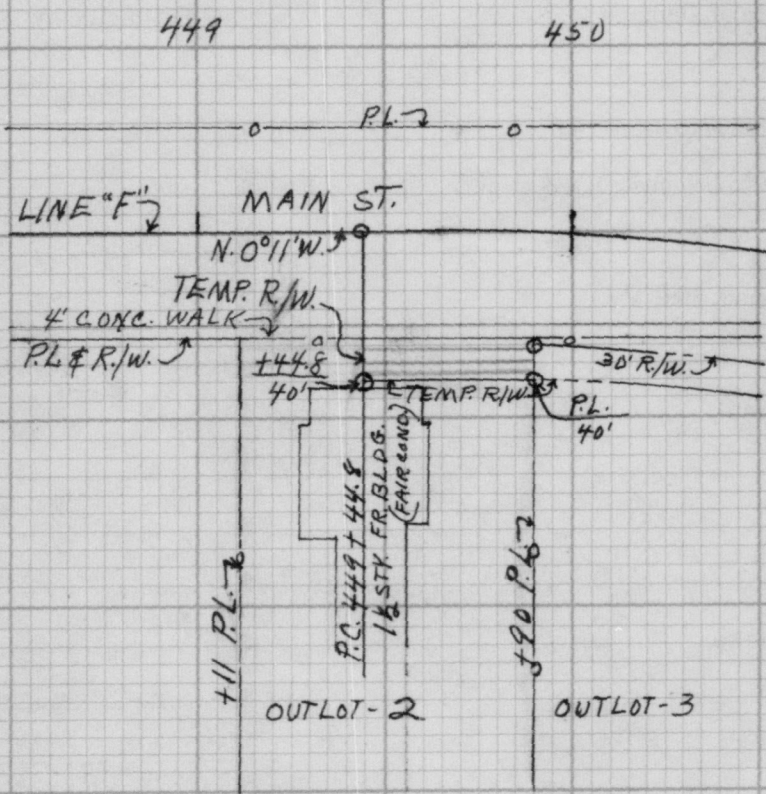 449
450
P.L.
LINE "F"
MAIN ST.
N. 0°11'W.
TEMP. R/W.
4' CONC. WALK
P.L. & R./W.
+44.8
40'
TEMP. R/W.
30' R./W.
P.L.
40'
P.C. 449 + 44.8
1½ STY. FR. BLDG.
(FAIR COND.)
+11 P.L.
+90 P.L.
OUTLOT-2
OUTLOT-3